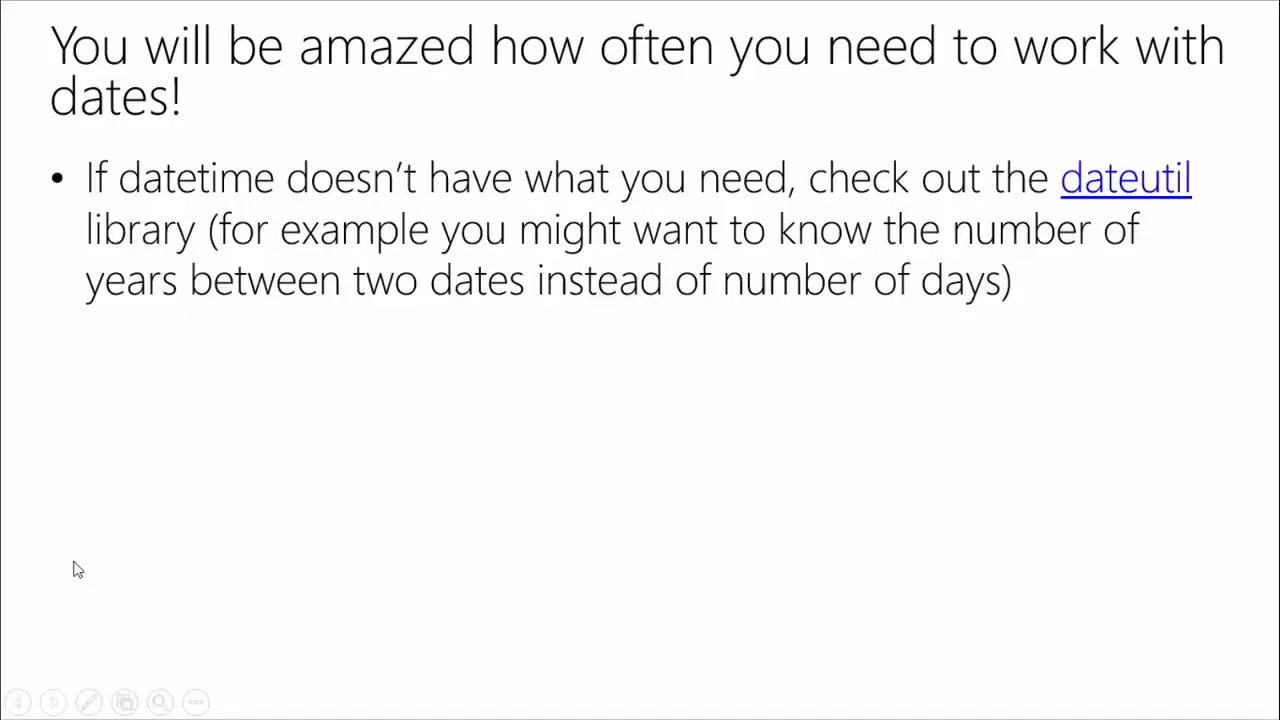 You will be amazed how often you need to work with
dates!
• If datetime doesn’t have what you need, check out the dateutil
library (for example you might want to know the number of
years between two dates instead of number of days)